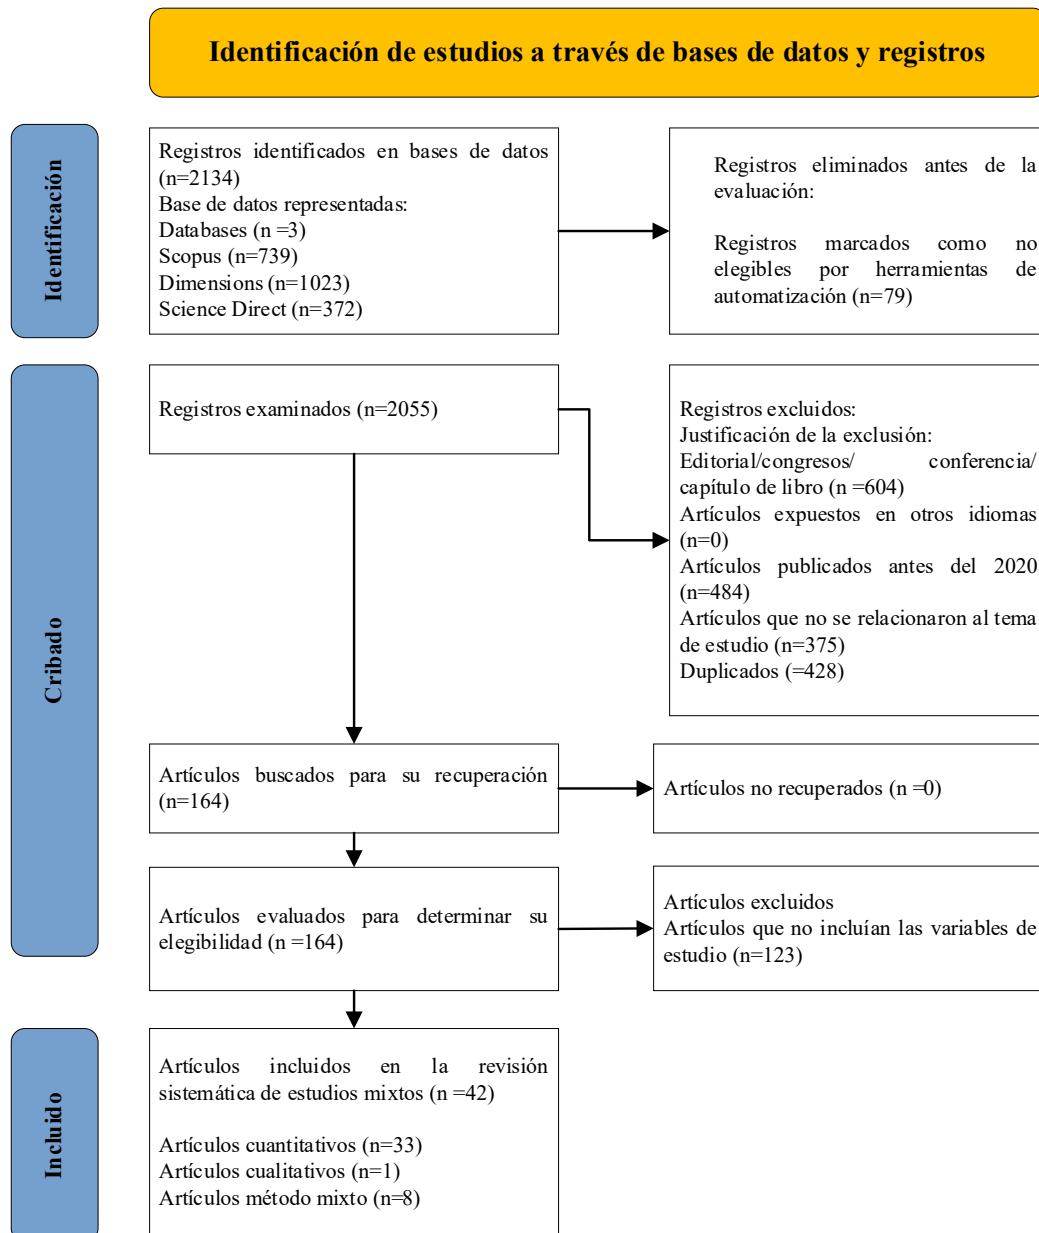 Identificación de estudios a través de bases de datos y registros
Identificación
Registros identificados en bases de datos
(n=2134)
Base de datos representadas:
Databases (n =3)
Scopus (n=739)
Dimensions (n=1023)
Science Direct (n=372)
Registros eliminados antes de la
evaluación:
Registros marcados como no
elegibles por herramientas de
automatización (n=79)
Cribado
Registros examinados (n=2055)
Registros excluidos:
Justificación de la exclusión:
Editorial/congresos/ conferencia/
capítulo de libro (n =604)
Artículos expuestos en otros idiomas
(n=0)
Artículos publicados antes del 2020
(n=484)
Artículos que no se relacionaron al tema
de estudio (n=375)
Duplicados (=428)
Artículos buscados para su recuperación
(n=164)
Artículos no recuperados (n =0)
Artículos evaluados para determinar su
elegibilidad (n =164)
Artículos excluidos
Artículos que no incluían las variables de
estudio (n=123)
Incluido
Artículos incluidos en la revisión
sistemática de estudios mixtos (n =42)
Artículos cuantitativos (n=33)
Artículos cualitativos (n=1)
Artículos método mixto (n=8)